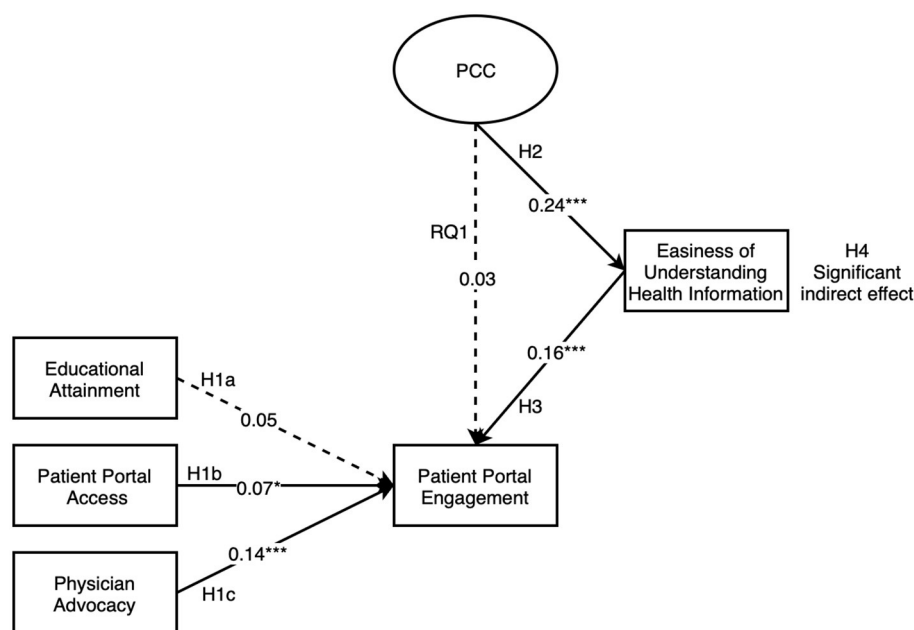 PCC
H2
0.24***
RQ1
0.03
Easiness of
Understanding
Health Information
H4
Significant
indirect effect
0.16***
H3
Educational
Attainment
H1a
0.05
Patient Portal
Access
H1b
0.07*
Patient Portal
Engagement
Physician
Advocacy
0.14***
H1c